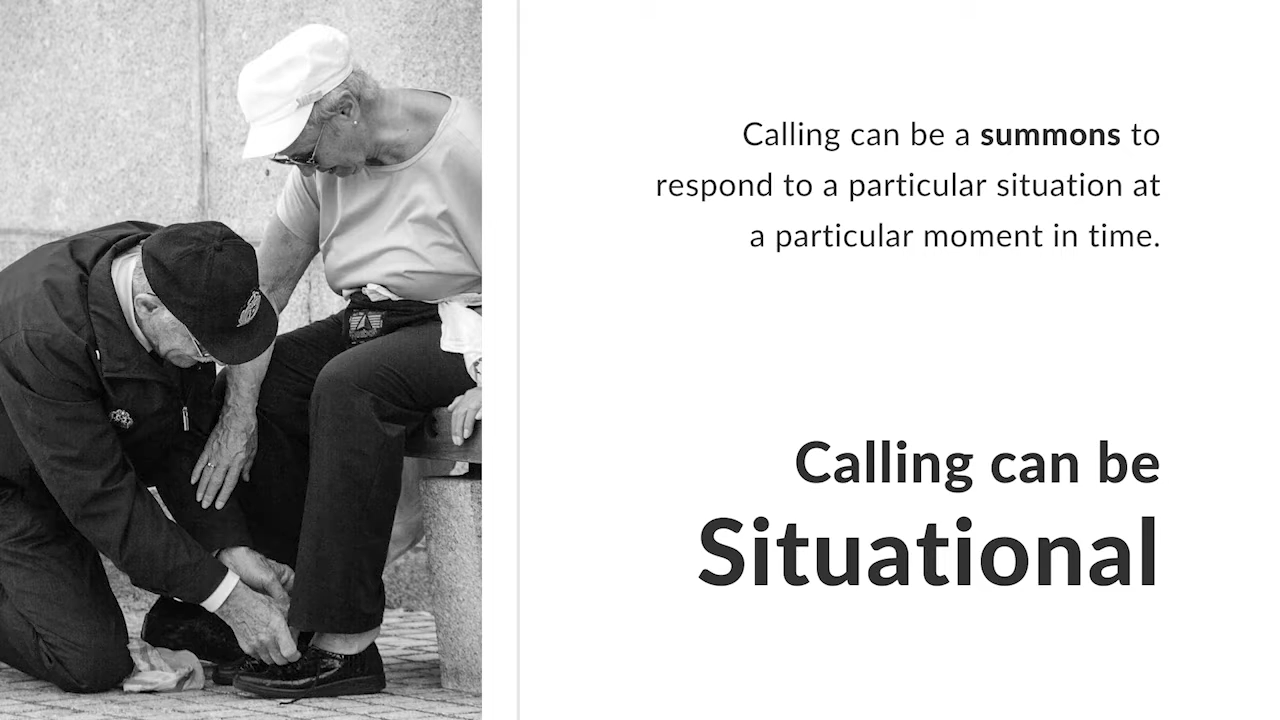 Calling can be a summons to
respond to a particular situation at
a particular moment in time.
Calling can be
Situational